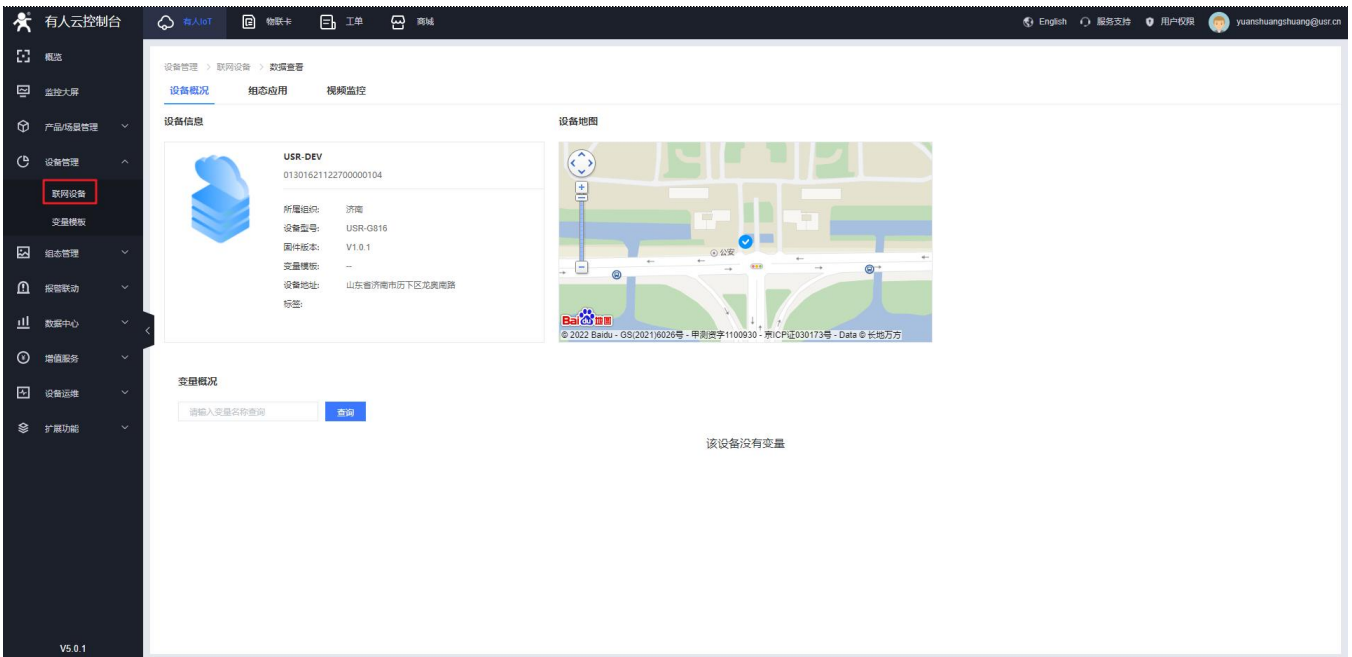 有人云控制台
有人IoT 物联卡 工单 商城
English 服务支持 用户权限 yuanshuangshuang@usr.cn
概览
监控大屏
产品/场景管理
设备管理
联网设备
变量模板
组态管理
报警联动
数据中心
增值服务
设备运维
扩展功能
V5.0.1
设备管理 > 联网设备 > 数据查看
设备概况 组态应用 视频监控
设备信息
USR-DEV
01301621122700000104
所属组织: 济南
设备型号: USR-G816
固件版本: V1.0.1
变量模板: --
设备地址: 山东省济南市历下区龙奥南路
标签:
设备地图
公安
Bai du 地图
© 2022 Baidu - GS(2021)6026号 - 甲测资字1100930 - 京ICP证030173号 - Data © 长地万方
变量概况
请输入变量名称查询 查询
该设备没有变量